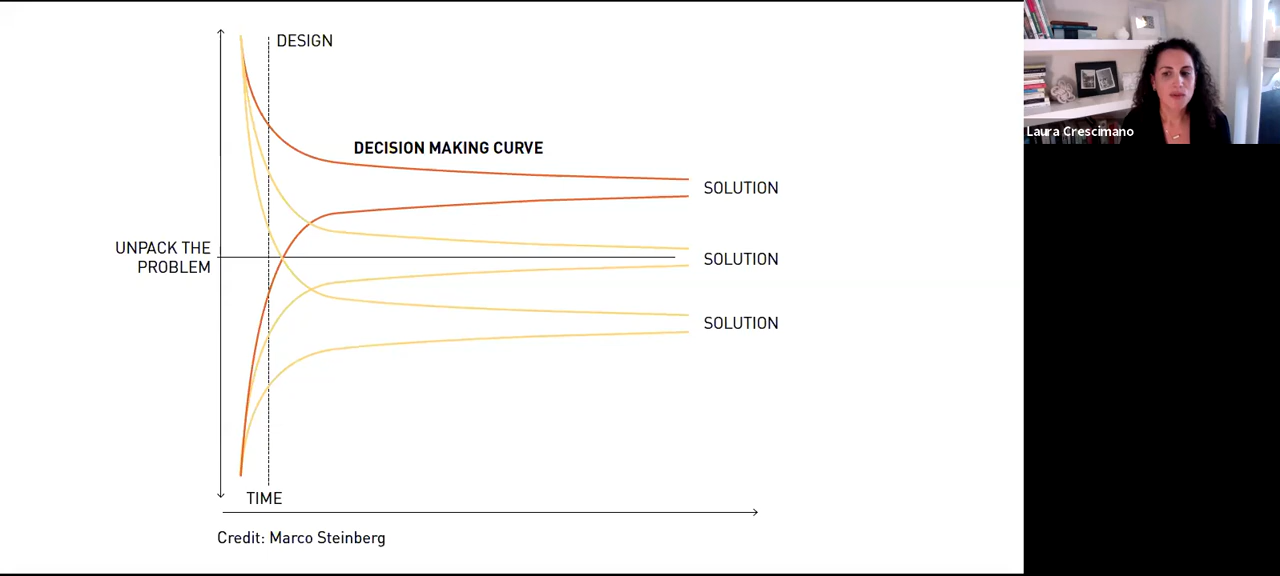 DESIGN
DECISION MAKING CURVE
SOLUTION
UNPACK THE
PROBLEM
SOLUTION
SOLUTION
TIME
Credit: Marco Steinberg
Laura Crescimano